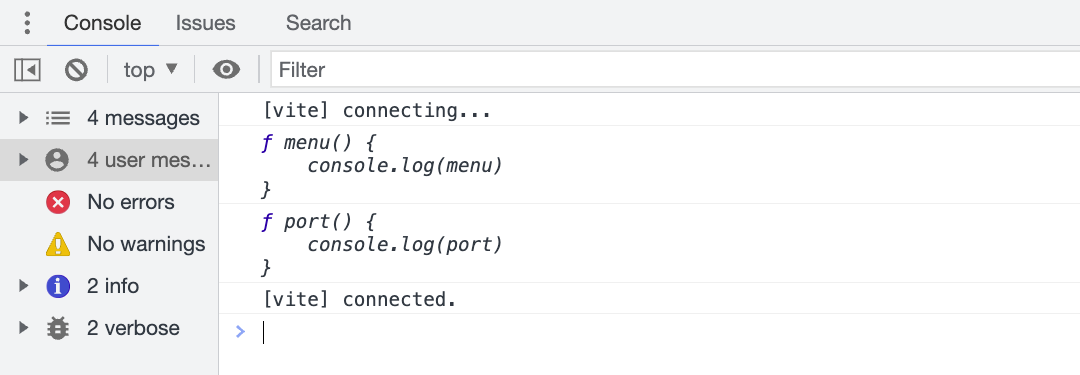 Console Issues Search
top ▼ Filter
4 messages
4 user mes...
No errors
No warnings
2 info
2 verbose
[vite] connecting...
ƒ menu() {
    console.log(menu)
}
ƒ port() {
    console.log(port)
}
[vite] connected.
>